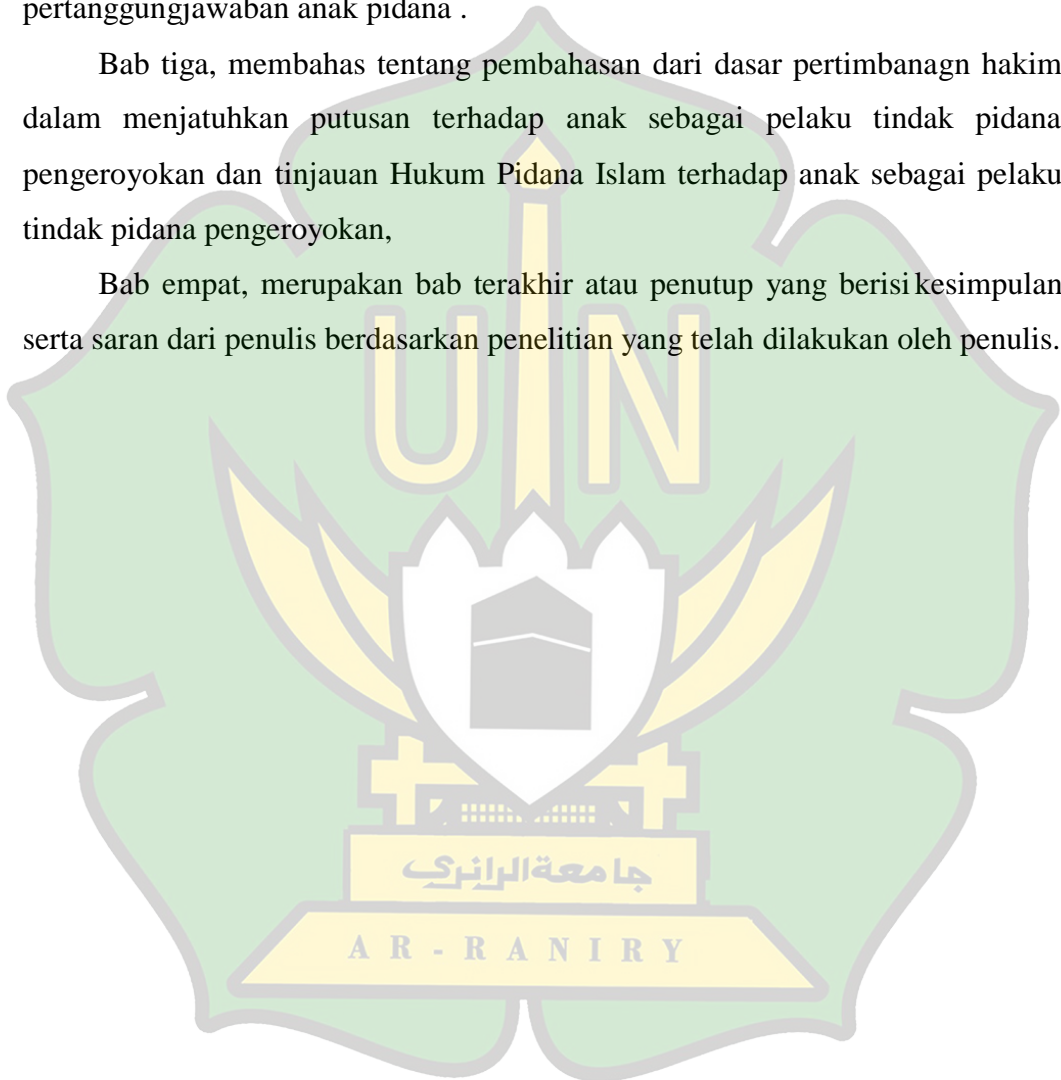 pertanggungjawaban anak pidana .
Bab tiga, membahas tentang pembahasan dari dasar pertimbanagn hakim
dalam menjatuhkan putusan terhadap anak sebagai pelaku tindak pidana
pengeroyokan dan tinjauan Hukum Pidana Islam terhadap anak sebagai pelaku
tindak pidana pengeroyokan,
Bab empat, merupakan bab terakhir atau penutup yang berisi kesimpulan
serta saran dari penulis berdasarkan penelitian yang telah dilakukan oleh penulis.
UIN
جامعة الرانري
AR-RANIRY